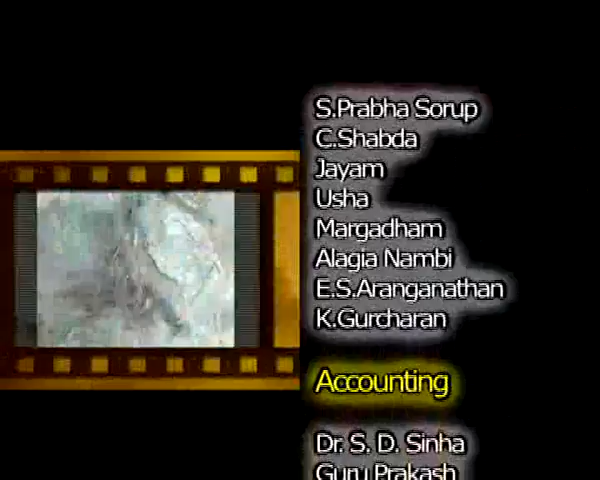 S.Prabha Sorup
C.Shabda
Jayam
Usha
Margadham
Alagia Nambi
E.S.Aranganathan
K.Gurcharan
Accounting
Dr. S. D. Sinha
Guru Prakash